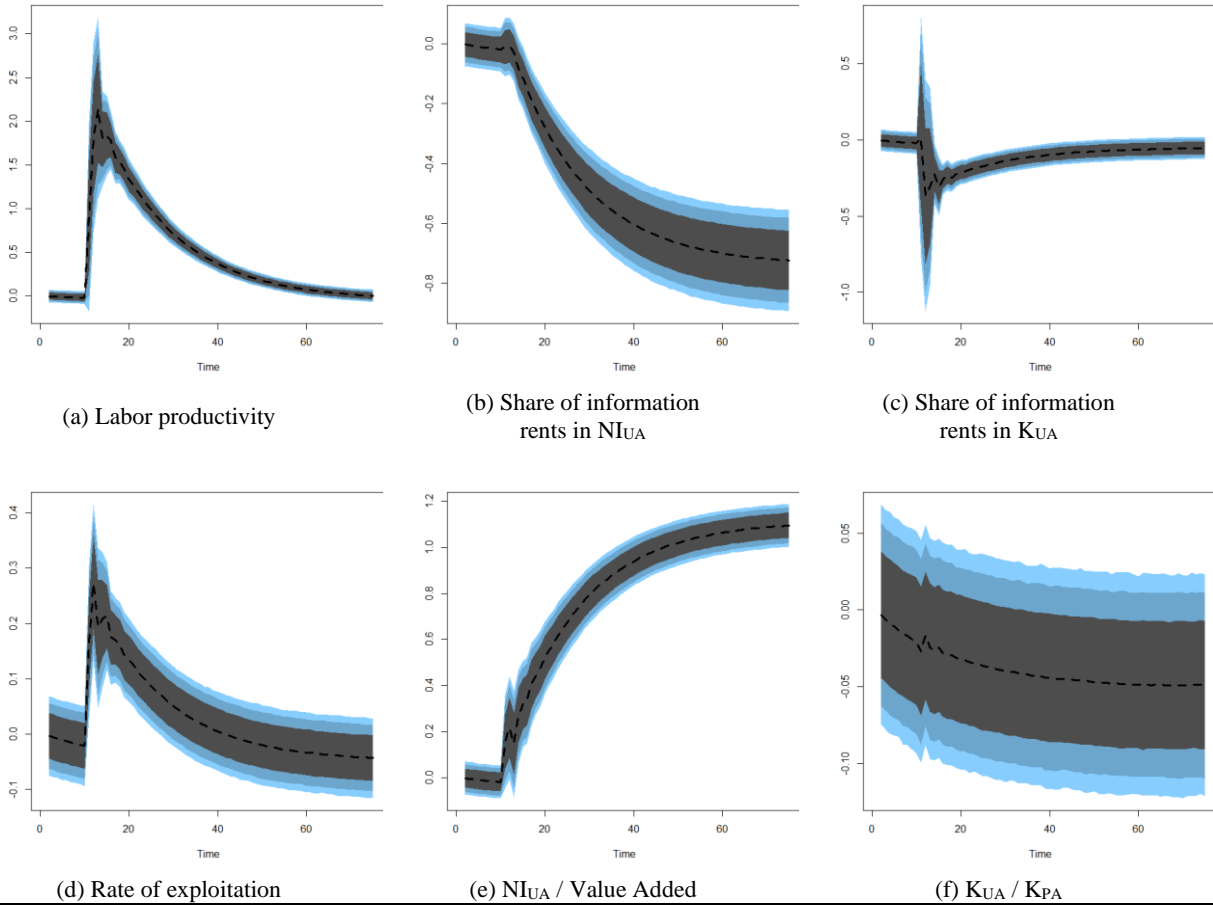 3.0
2.5
2.0
1.5
1.0
0.5
0.0
0 20 40 60
Time
(a) Labor productivity
0.0
-0.2
-0.4
-0.6
-0.8
0 20 40 60
Time
(b) Share of information
rents in NIUA
0.5
0.0
-0.5
-1.0
0 20 40 60
Time
(c) Share of information
rents in KUA
0.4
0.3
0.2
0.1
0.0
-0.1
0 20 40 60
Time
(d) Rate of exploitation
1.2
1.0
0.8
0.6
0.4
0.2
0.0
0 20 40 60
Time
(e) NIUA / Value Added
0.05
0.00
-0.05
-0.10
0 20 40 60
Time
(f) KUA / KPA